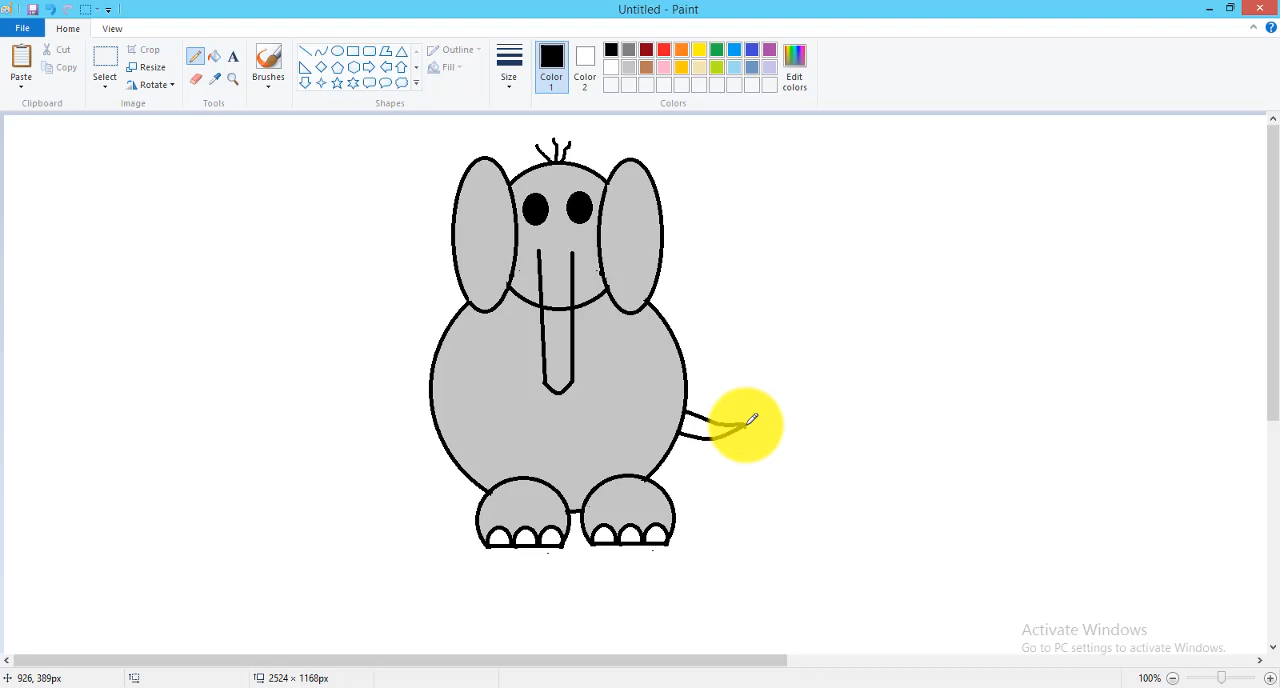 Untitled - Paint
File Home View
Paste
Cut
Copy
Clipboard
Select
Crop
Resize
Rotate
Image
A
Tools
Brushes
Outline
Fill
Shapes
Size
Color
1
Color
2
Edit
colors
Colors
Activate Windows
Go to PC settings to activate Windows.
926, 389px
2524 × 1168px
100%